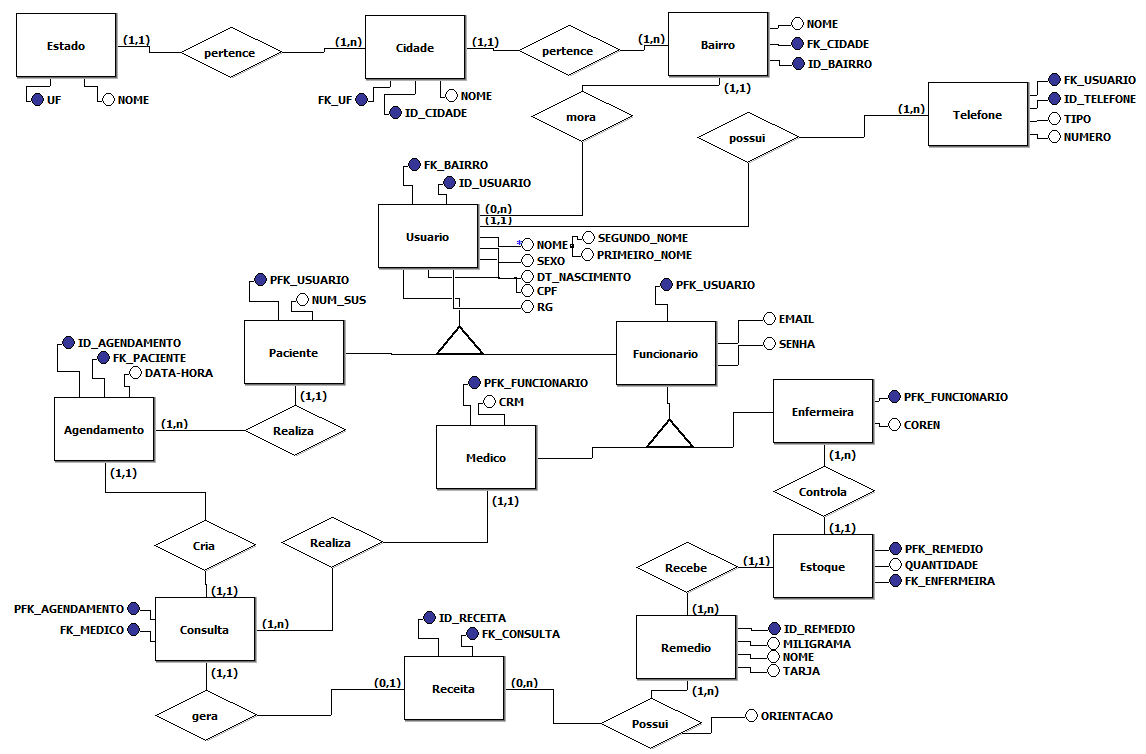 Estado
(1,1)
pertence
(1,n)
Cidade
(1,1)
pertence
(1,n)
Bairro
NOME
FK_CIDADE
ID_BAIRRO
UF
NOME
FK_UF
NOME
ID_CIDADE
(1,1)
mora
possui
(1,n)
Telefone
FK_USUARIO
ID_TELEFONE
TIPO
NUMERO
FK_BAIRRO
ID_USUARIO
Usuario
(0,n)
(1,1)
* NOME
SEGUNDO_NOME
PRIMEIRO_NOME
SEXO
DT_NASCIMENTO
CPF
RG
PFK_USUARIO
NUM_SUS
Paciente
PFK_USUARIO
Funcionario
EMAIL
SENHA
ID_AGENDAMENTO
FK_PACIENTE
DATA-HORA
Agendamento
(1,n)
Realiza
(1,1)
(1,1)
PFK_FUNCIONARIO
CRM
Medico
(1,1)
Enfermeira
PFK_FUNCIONARIO
COREN
(1,n)
Controla
(1,1)
Cria
Realiza
Estoque
PFK_REMEDIO
QUANTIDADE
FK_ENFERMEIRA
Recebe
(1,1)
(1,n)
(1,1)
PFK_AGENDAMENTO
FK_MEDICO
Consulta
(1,n)
(1,1)
ID_RECEITA
FK_CONSULTA
Remedio
ID_REMEDIO
MILIGRAMA
NOME
TARJA
gera
(0,1)
Receita
(0,n)
(1,n)
Possui
ORIENTACAO